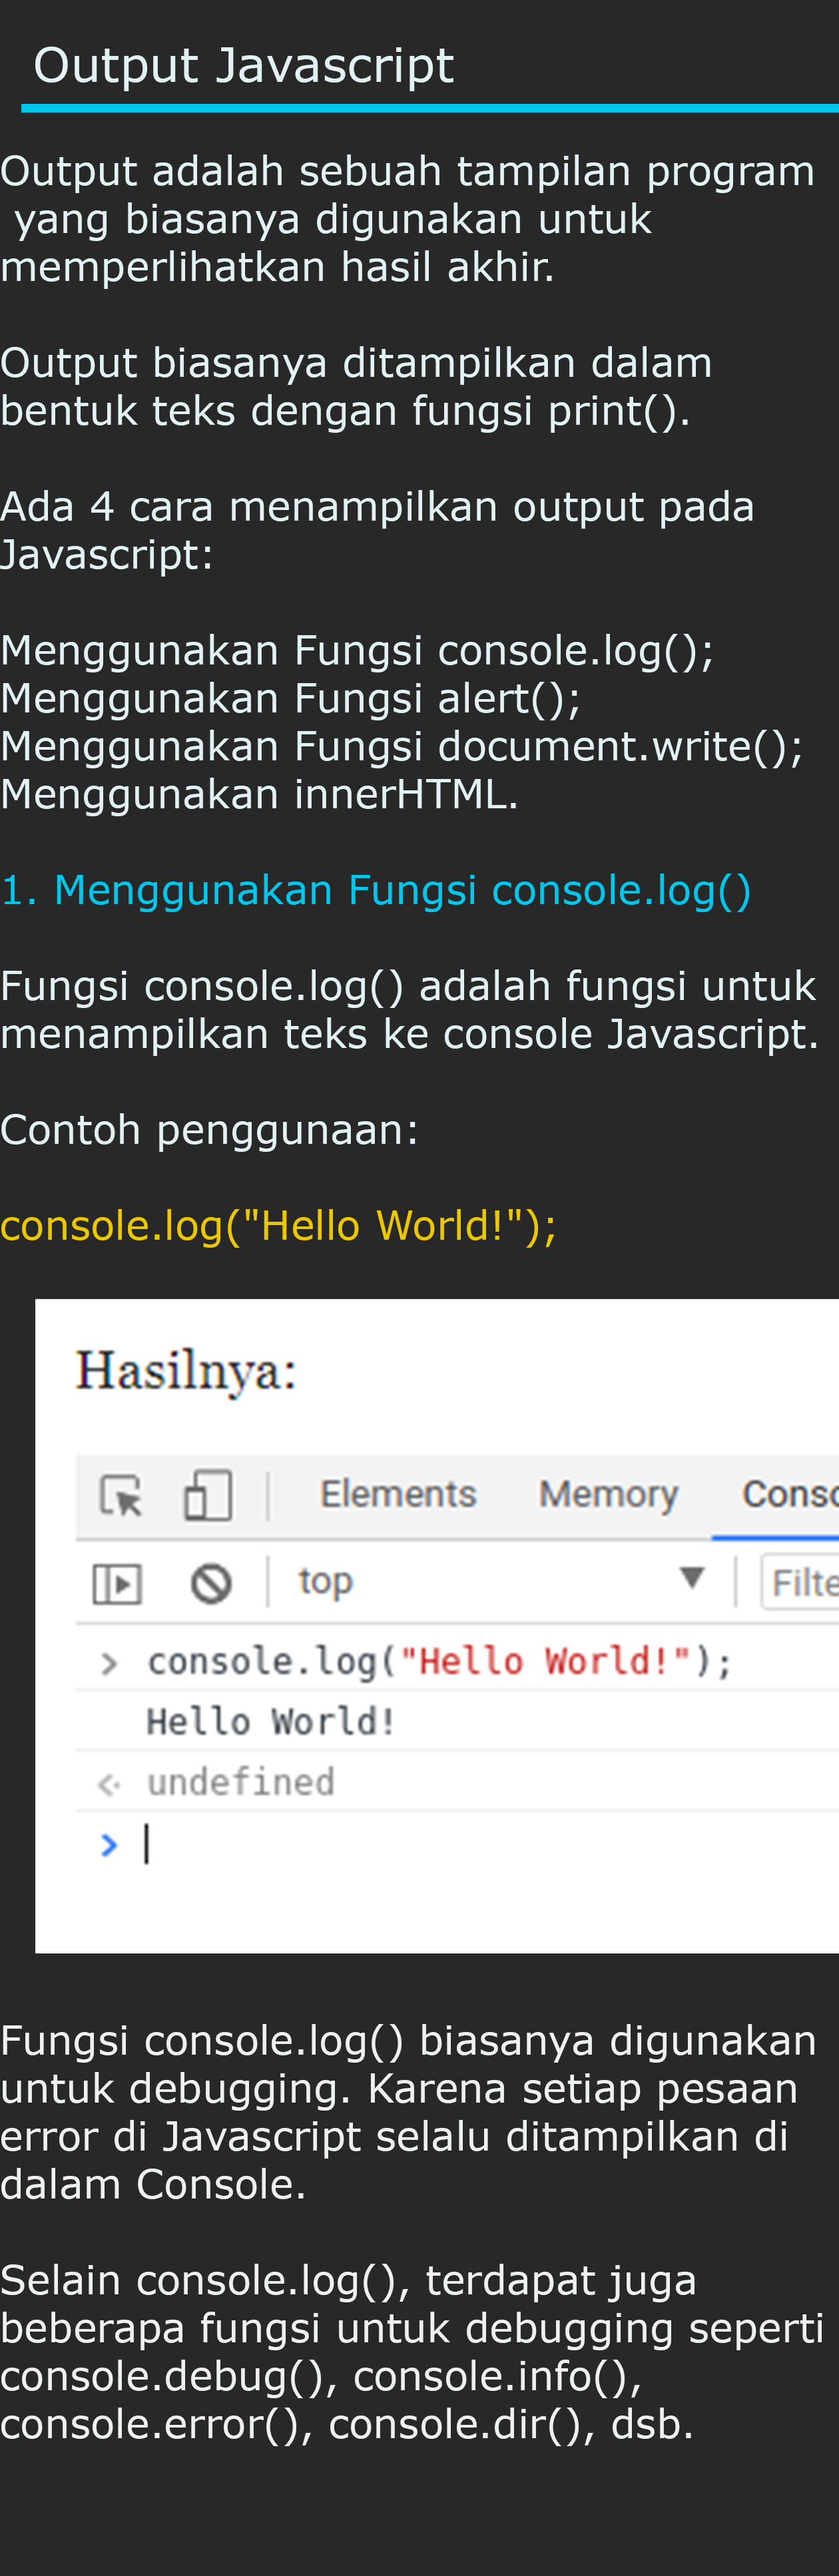 Output Javascript
Output adalah sebuah tampilan program
yang biasanya digunakan untuk
memperlihatkan hasil akhir.
Output biasanya ditampilkan dalam
bentuk teks dengan fungsi print().
Ada 4 cara menampilkan output pada
Javascript:
Menggunakan Fungsi console.log();
Menggunakan Fungsi alert();
Menggunakan Fungsi document.write();
Menggunakan innerHTML.
1. Menggunakan Fungsi console.log()
Fungsi console.log() adalah fungsi untuk
menampilkan teks ke console Javascript.
Contoh penggunaan:
console.log("Hello World!");
Hasilnya:
Elements Memory Conso
top ▼ Filte
> console.log("Hello World!");
Hello World!
undefined
>
Fungsi console.log() biasanya digunakan
untuk debugging. Karena setiap pesaan
error di Javascript selalu ditampilkan di
dalam Console.
Selain console.log(), terdapat juga
beberapa fungsi untuk debugging seperti
console.debug(), console.info(),
console.error(), console.dir(), dsb.